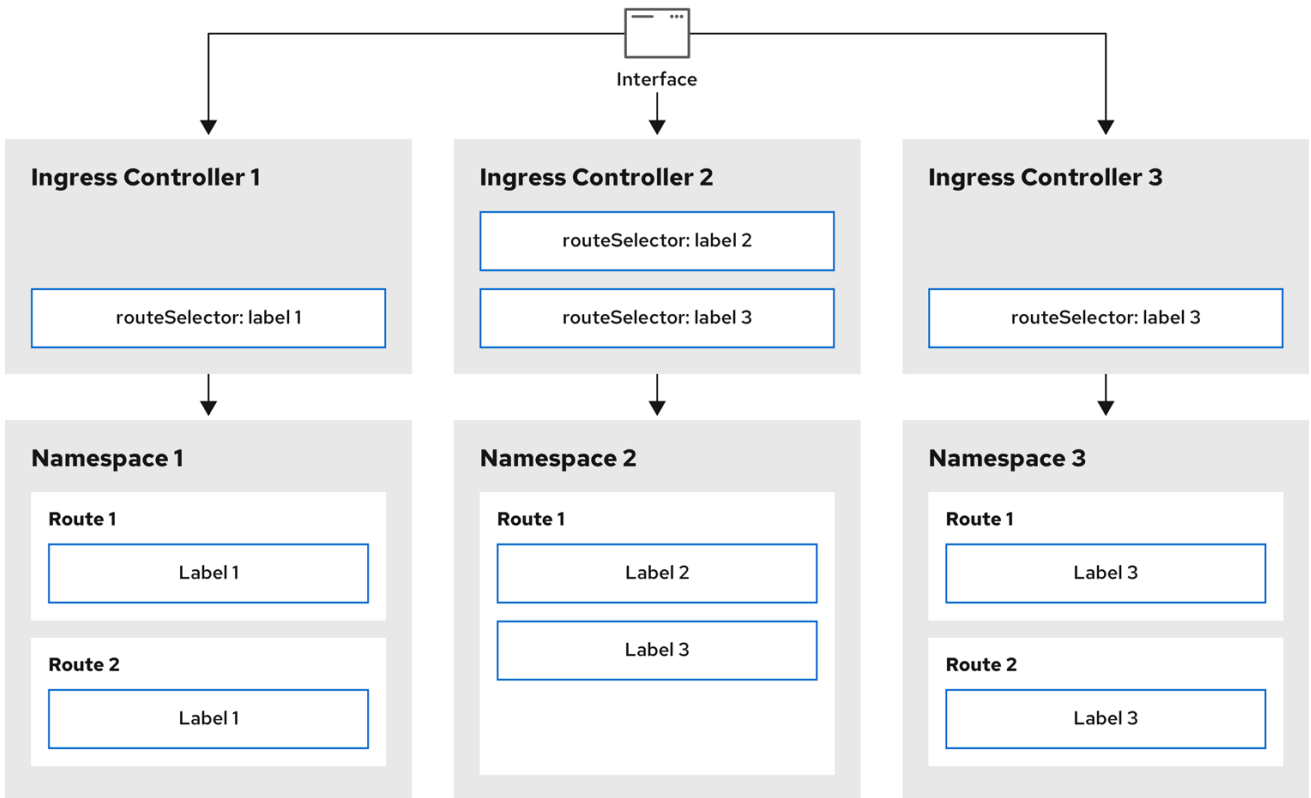 Interface
Ingress Controller 1
routeSelector: label 1
Ingress Controller 2
routeSelector: label 2
routeSelector: label 3
Ingress Controller 3
routeSelector: label 3
Namespace 1
Route 1
Label 1
Route 2
Label 1
Namespace 2
Route 1
Label 2
Label 3
Namespace 3
Route 1
Label 3
Route 2
Label 3